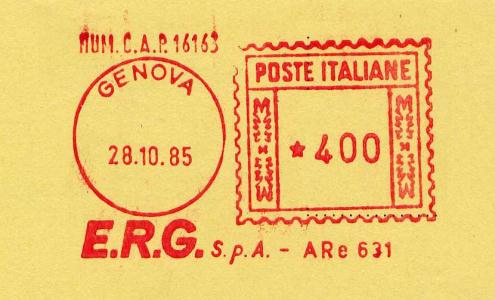 NUM. C.A.P. 16163
GENOVA
28.10.85
POSTE ITALIANE
★ 400
E.R.G. S.p.A. - ARe 631